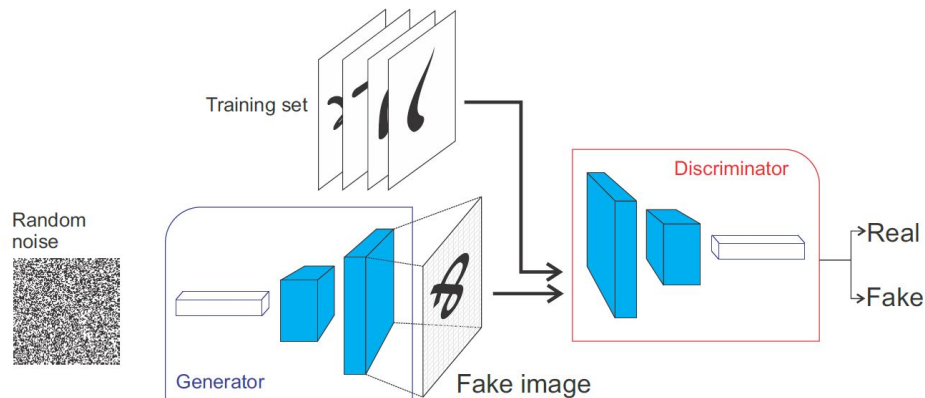 Training set
Discriminator
Random
noise
Real
Fake
Generator
Fake image